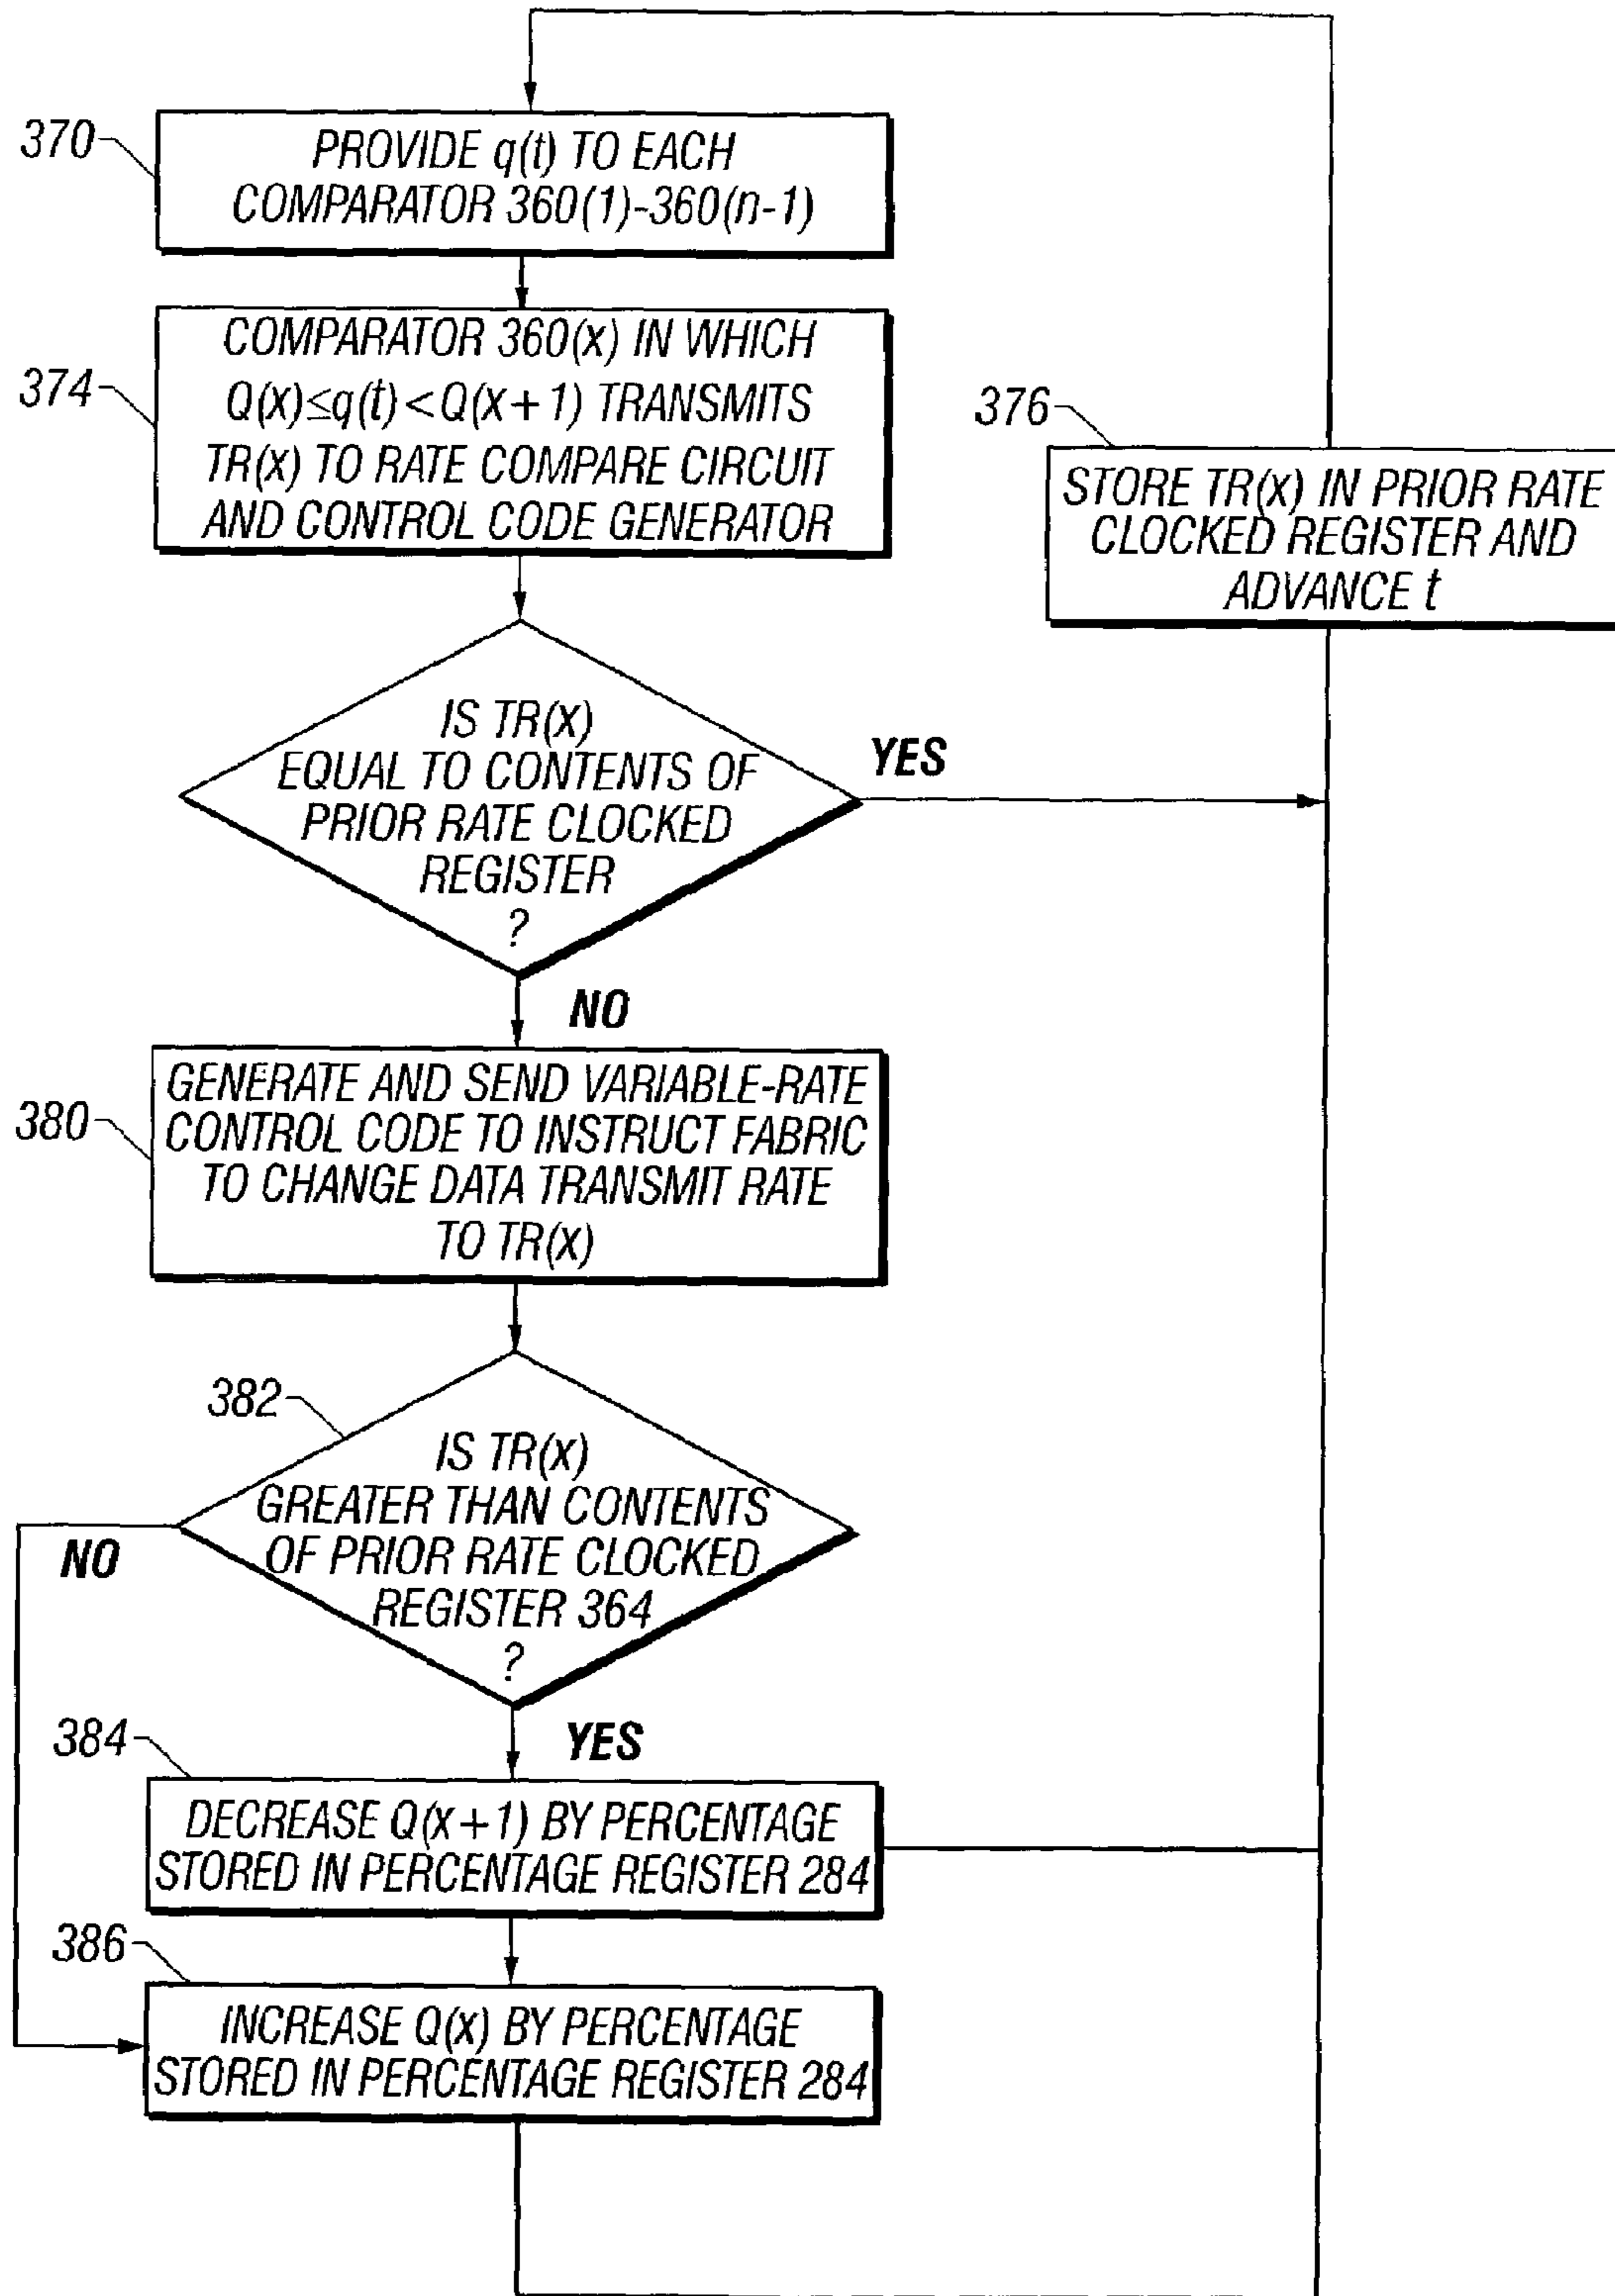 370
PROVIDE q(t) TO EACH
COMPARATOR 360(1)-360(n-1)
374
COMPARATOR 360(x) IN WHICH
Q(x)≤q(t)<Q(x+1) TRANSMITS
TR(x) TO RATE COMPARE CIRCUIT
AND CONTROL CODE GENERATOR
376
STORE TR(x) IN PRIOR RATE
CLOCKED REGISTER AND
ADVANCE t
IS TR(x)
EQUAL TO CONTENTS OF
PRIOR RATE CLOCKED
REGISTER
?
YES
NO
380
GENERATE AND SEND VARIABLE-RATE
CONTROL CODE TO INSTRUCT FABRIC
TO CHANGE DATA TRANSMIT RATE
TO TR(x)
382
IS TR(x)
GREATER THAN CONTENTS
OF PRIOR RATE CLOCKED
REGISTER 364
?
NO
YES
384
DECREASE Q(x+1) BY PERCENTAGE
STORED IN PERCENTAGE REGISTER 284
386
INCREASE Q(x) BY PERCENTAGE
STORED IN PERCENTAGE REGISTER 284